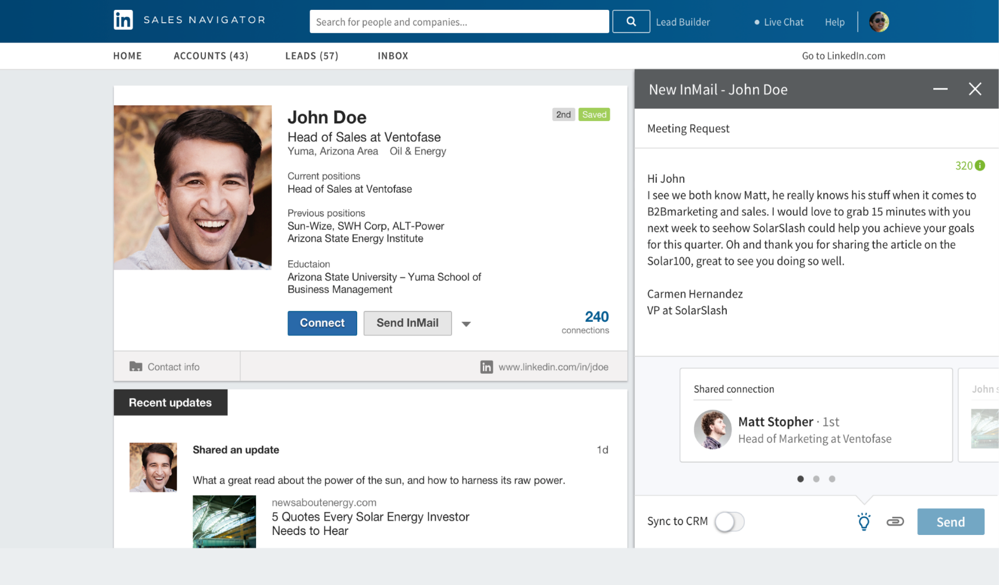 in SALES NAVIGATOR
Search for people and companies...
Lead Builder
Live Chat
Help
HOME
ACCOUNTS (43)
LEADS (57)
INBOX
Go to LinkedIn.com
John Doe
2nd
Saved
Head of Sales at Ventofase
Yuma, Arizona Area Oil & Energy
Current positions
Head of Sales at Ventofase
Previous positions
Sun-Wize, SWH Corp, ALT-Power
Arizona State Energy Institute
Eductaion
Arizona State University – Yuma School of
Business Management
Connect
Send InMail
240
connections
Contact info
in www.linkedin.com/in/jdoe
Recent updates
Shared an update
1d
What a great read about the power of the sun, and how to harness its raw power.
newsaboutenergy.com
5 Quotes Every Solar Energy Investor
Needs to Hear
New InMail - John Doe
Meeting Request
320
Hi John
I see we both know Matt, he really knows his stuff when it comes to
B2Bmarketing and sales. I would love to grab 15 minutes with you
next week to seehow SolarSlash could help you achieve your goals
for this quarter. Oh and thank you for sharing the article on the
Solar100, great to see you doing so well.
Carmen Hernandez
VP at SolarSlash
Shared connection
Matt Stopher · 1st
Head of Marketing at Ventofase
John s
Sync to CRM
Send